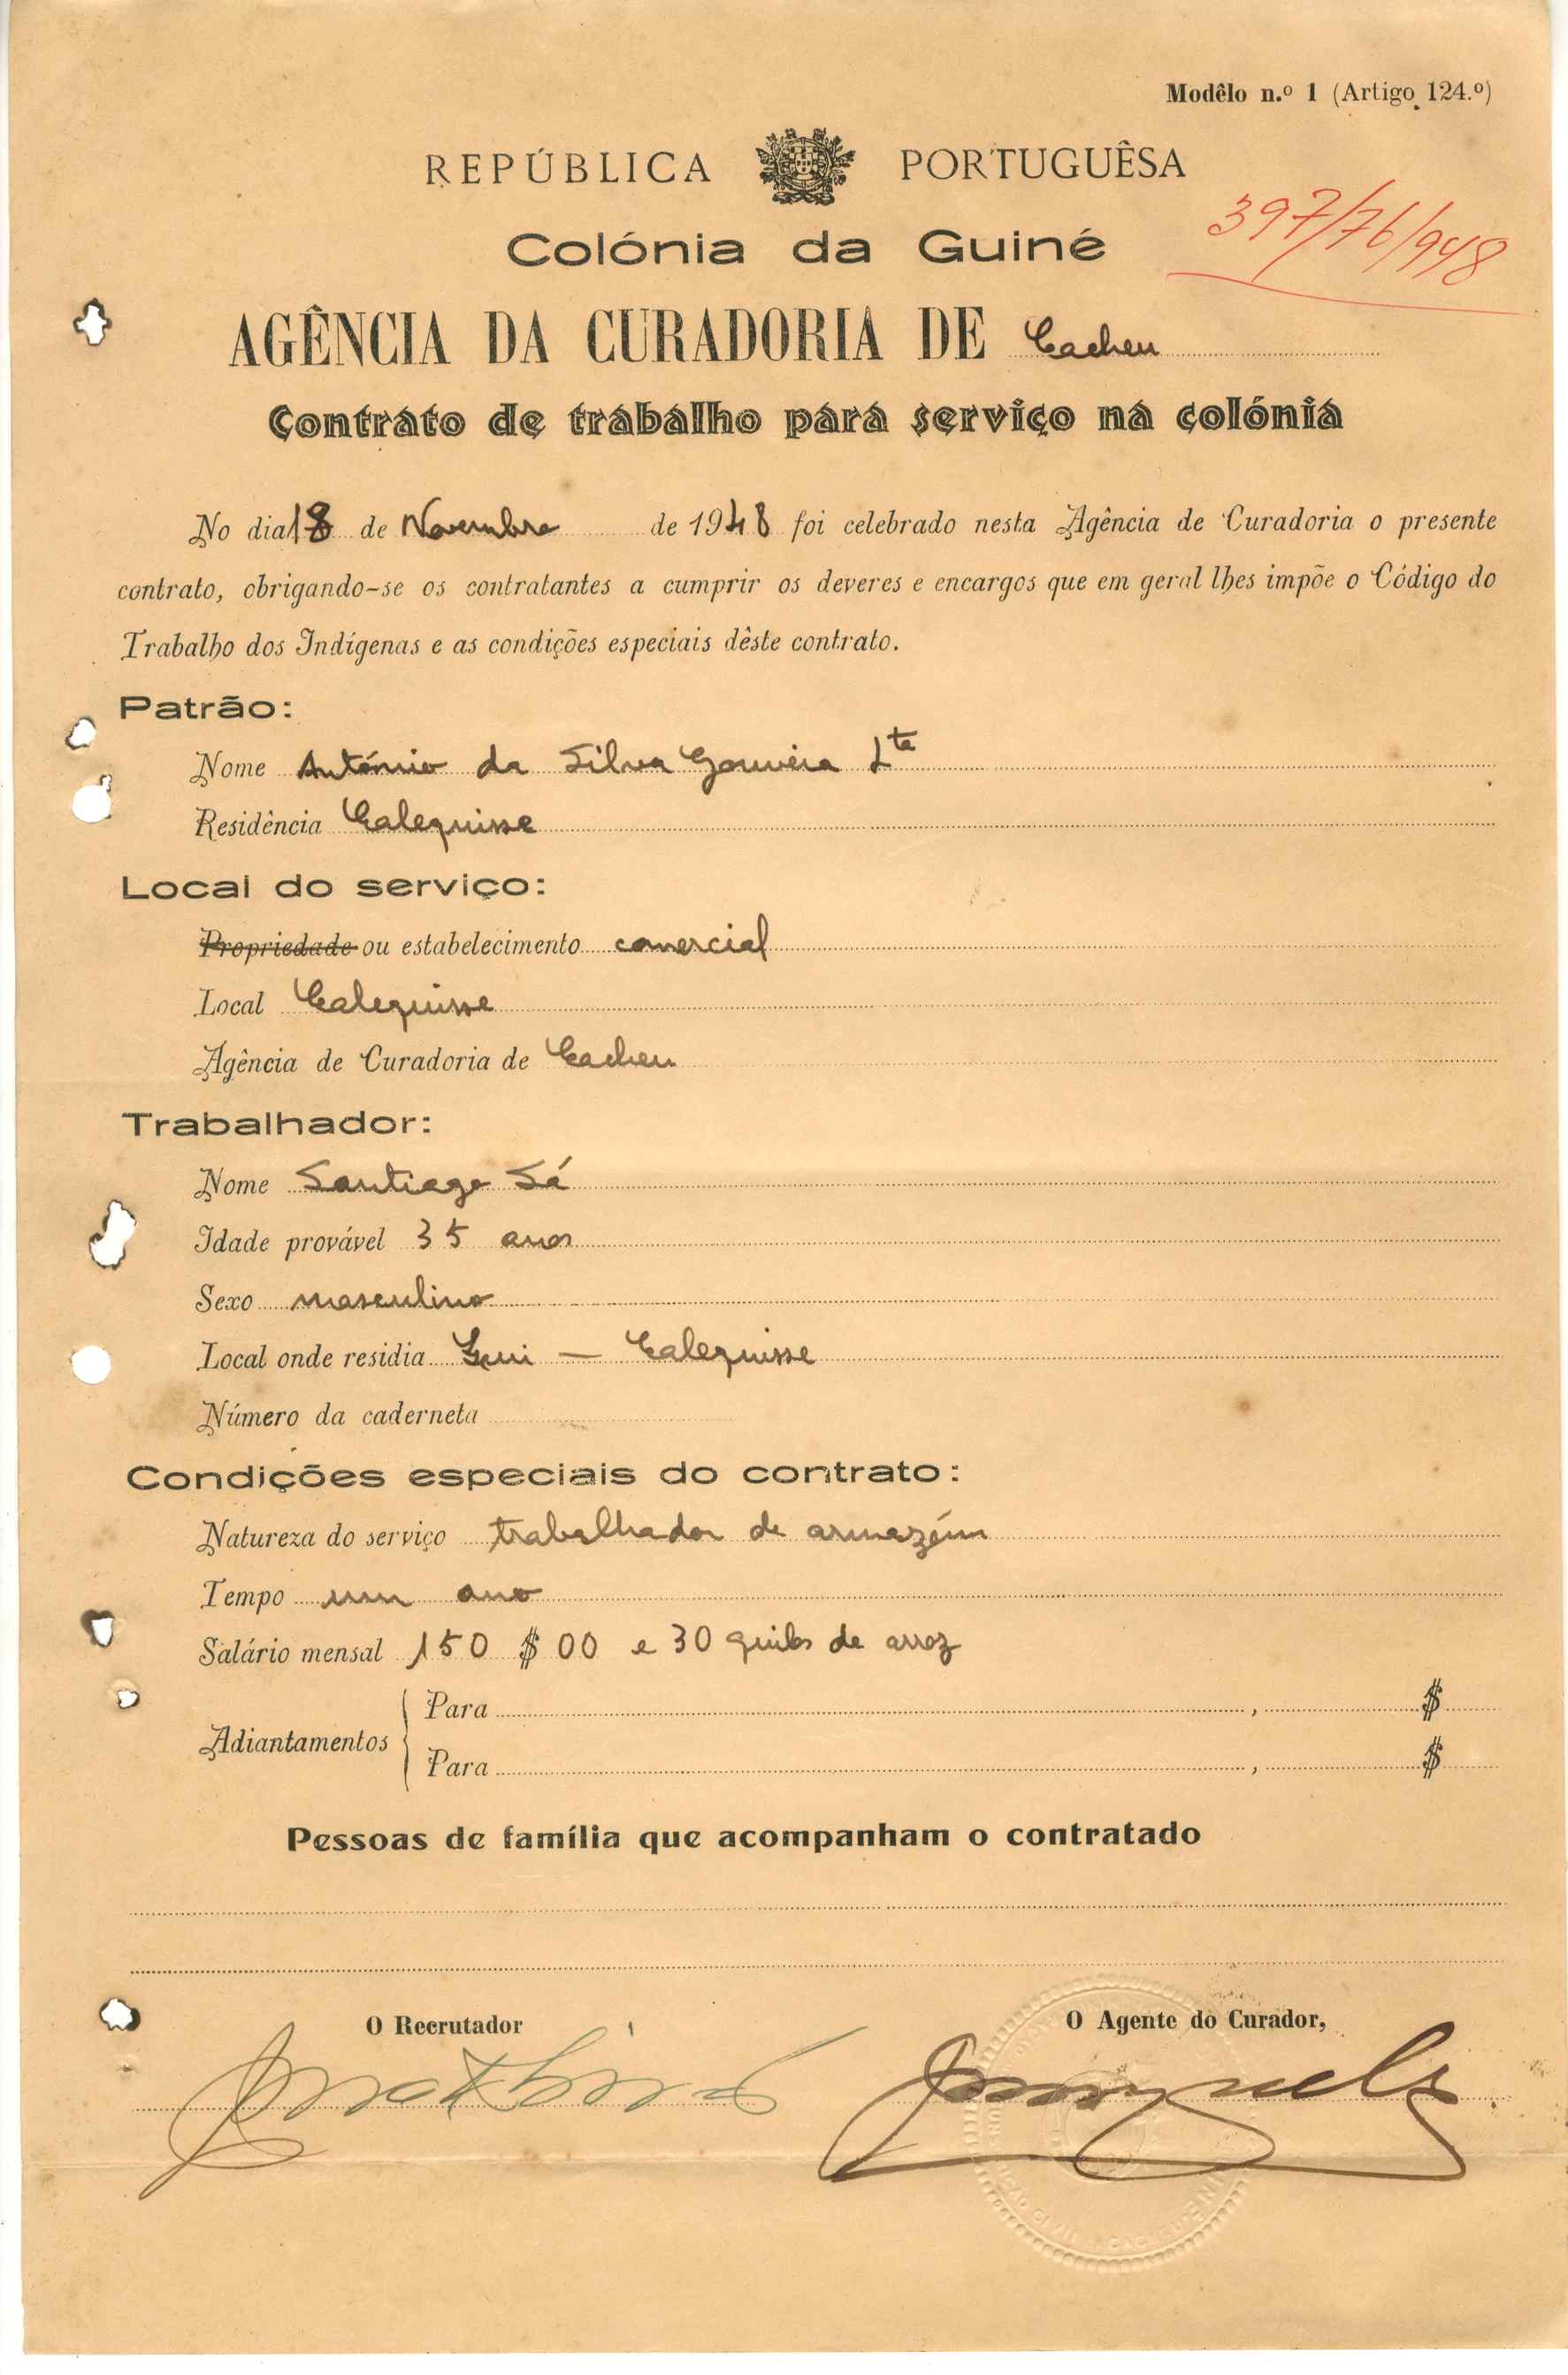 Modêlo n.º 1 (Artigo 124.º)
REPÚBLICA PORTUGUÊSA
397/76/948
Colónia da Guiné
AGÊNCIA DA CURADORIA DE Cacheu
Contrato de trabalho para serviço na colónia
No dia 18 de Novembro de 1948 foi celebrado nesta Agência de Curadoria o presente
contrato, obrigando-se os contratantes a cumprir os deveres e encargos que em geral lhes impõe o Código do
Trabalho dos Indígenas e as condições especiais dêste contrato.
Patrão:
Nome António da Silva Gouveia Lta
Residência Calequisse
Local do serviço:
Propriedade ou estabelecimento comercial
Local Calequisse
Agência de Curadoria de Cacheu
Trabalhador:
Nome Santiago Sá
Idade provável 35 anos
Sexo masculino
Local onde residia — Calequisse
Número da caderneta
Condições especiais do contrato:
Natureza do serviço trabalhador de armazém
Tempo um ano
Salário mensal 150$00 e 30 quilos de arroz
Adiantamentos
Para , $
Para , $
Pessoas de família que acompanham o contratado
O Recrutador
O Agente do Curador,